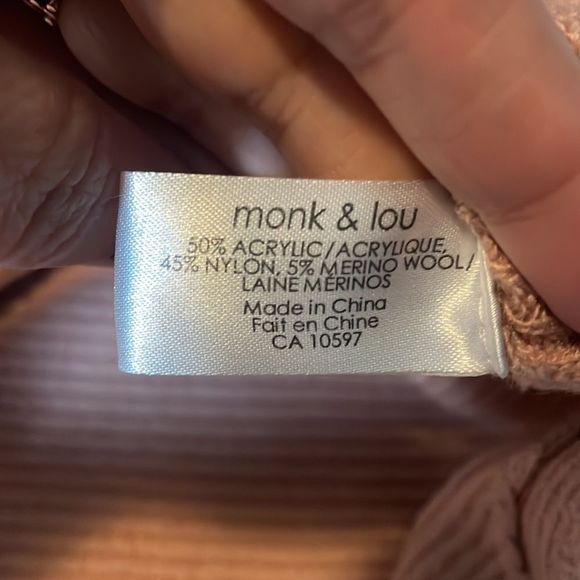 monk & lou
50% ACRYLIC/ACRYLIQUE,
45% NYLON, 5% MERINO WOOL/
LAINE MÉRINOS
Made in China
Fait en Chine
CA 10597